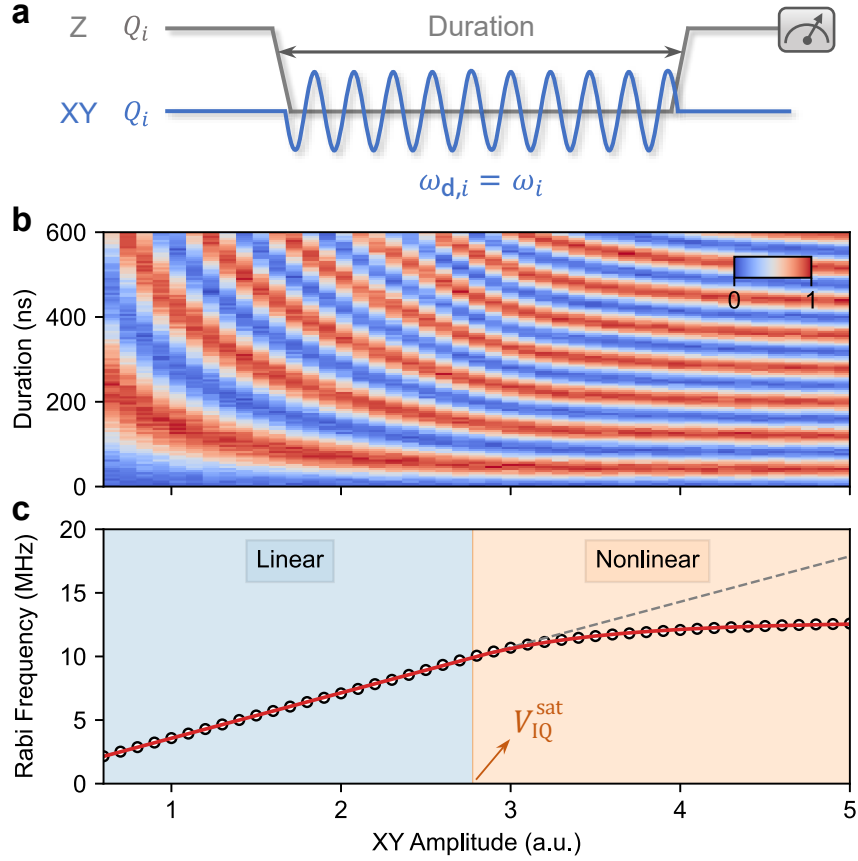 a
Z Q_i Duration
XY Q_i
ω_d,i = ω_i
b
600
400
200
0
Duration (ns)
0 1
c
20
15
10
5
0
Rabi Frequency (MHz)
Linear Nonlinear
V_IQ^sat
1 2 3 4 5
XY Amplitude (a.u.)